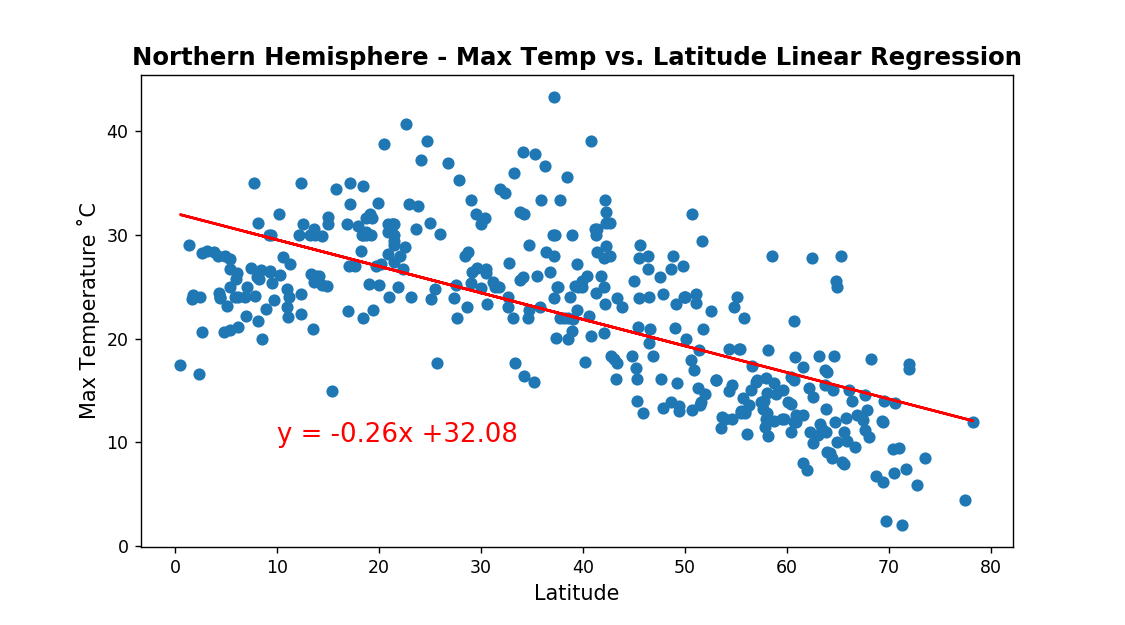 Northern Hemisphere - Max Temp vs. Latitude Linear Regression
Max Temperature ˚C
40
30
20
10
0
y = -0.26x +32.08
0 10 20 30 40 50 60 70 80
Latitude